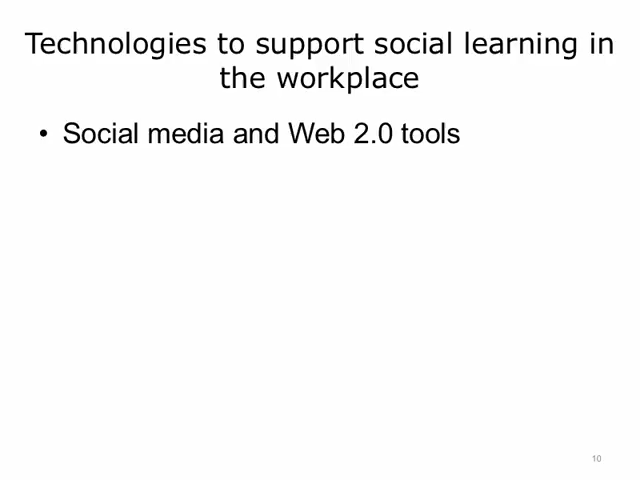 Technologies to support social learning in
the workplace
• Social media and Web 2.0 tools
10